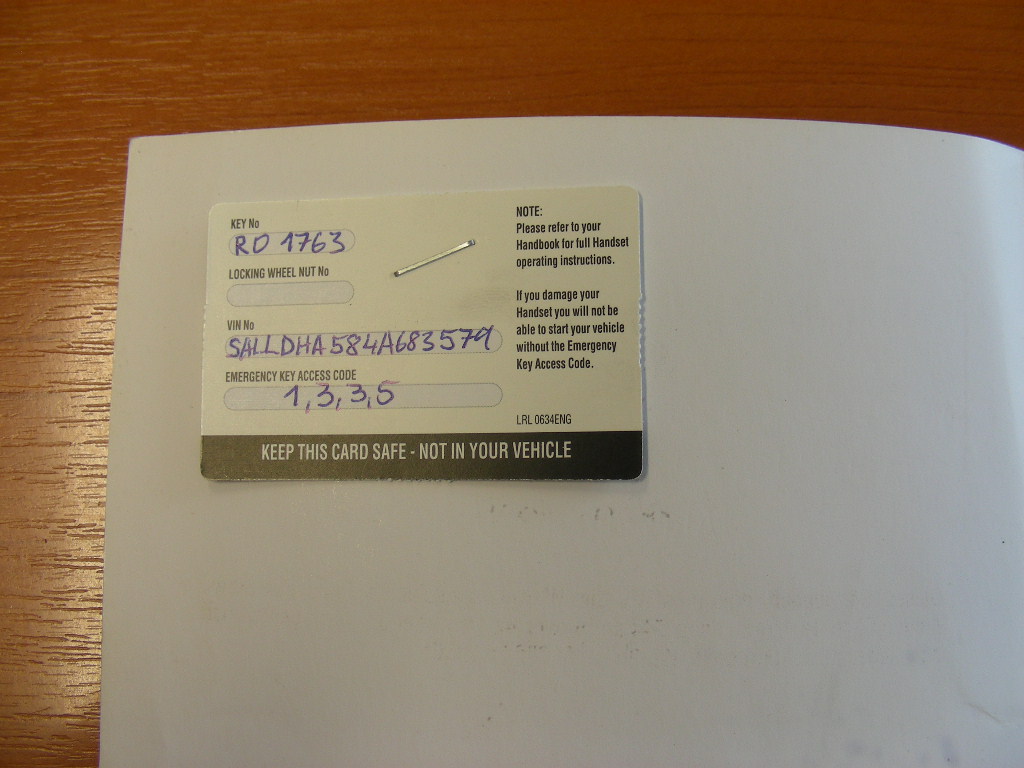 KEY No
RO 1763
LOCKING WHEEL NUT No
VIN No
SALLDHA584A683579
EMERGENCY KEY ACCESS CODE
1,3,3,5
NOTE:
Please refer to your
Handbook for full Handset
operating instructions.
If you damage your
Handset you will not be
able to start your vehicle
without the Emergency
Key Access Code.
LRL 0634ENG
KEEP THIS CARD SAFE - NOT IN YOUR VEHICLE